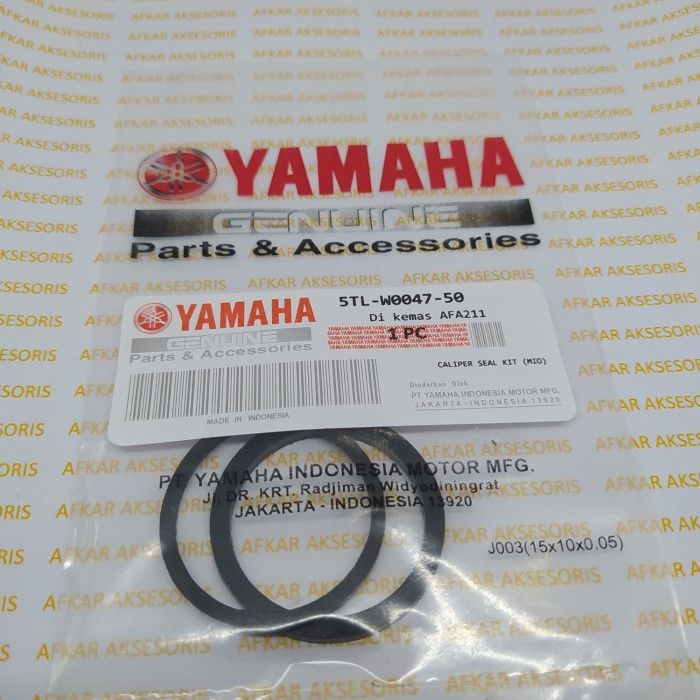 YAMAHA
GENUINE
Parts & Accessories
YAMAHA
GENUINE
Parts & Accessories
5TL-W0047-50
Di kemas AFA211
1 PC
CALIPER SEAL KIT (MIO)
Diedarkan Oleh
PT.YAMAHA INDONESIA MOTOR MFG.
JAKARTA-INDONESIA 13920
MADE IN INDONESIA
PT. YAMAHA INDONESIA MOTOR MFG.
Jl. DR. KRT. Radjiman Widyodiningrat
JAKARTA - INDONESIA 13920
J003(15x10x0.05)
AFKAR AKSESORIS